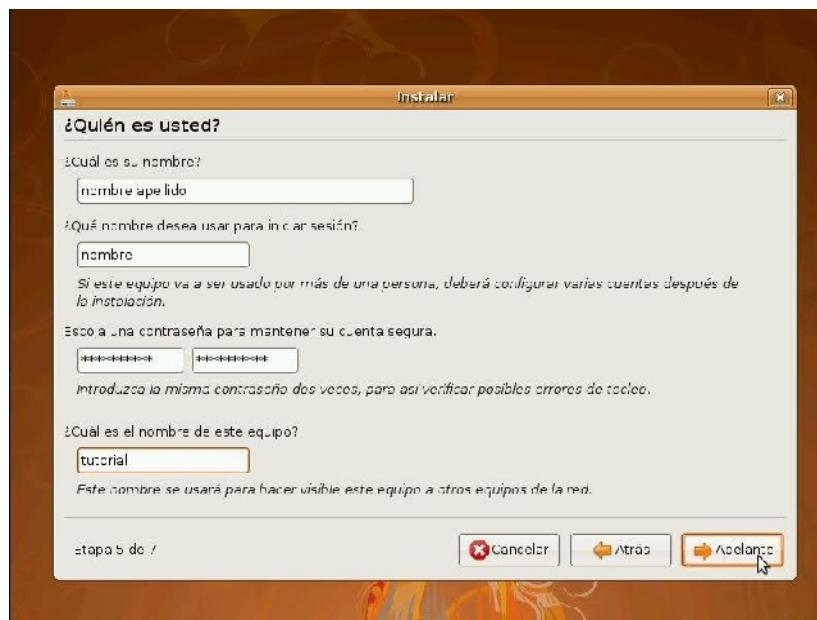 Instalar
¿Quién es usted?
¿Cuál es su nombre?
nombre apellido
¿Qué nombre desea usar para iniciar sesión?
nombre
Si este equipo va a ser usado por más de una persona, deberá configurar varias cuentas después de
la instalación.
Escoja una contraseña para mantener su cuenta segura.
*********** ***********
Introduzca la misma contraseña dos veces, para así verificar posibles errores de tecleo.
¿Cuál es el nombre de este equipo?
tutorial
Este nombre se usará para hacer visible este equipo a otros equipos de la red.
Etapa 5 de 7
Cancelar
Atrás
Adelante